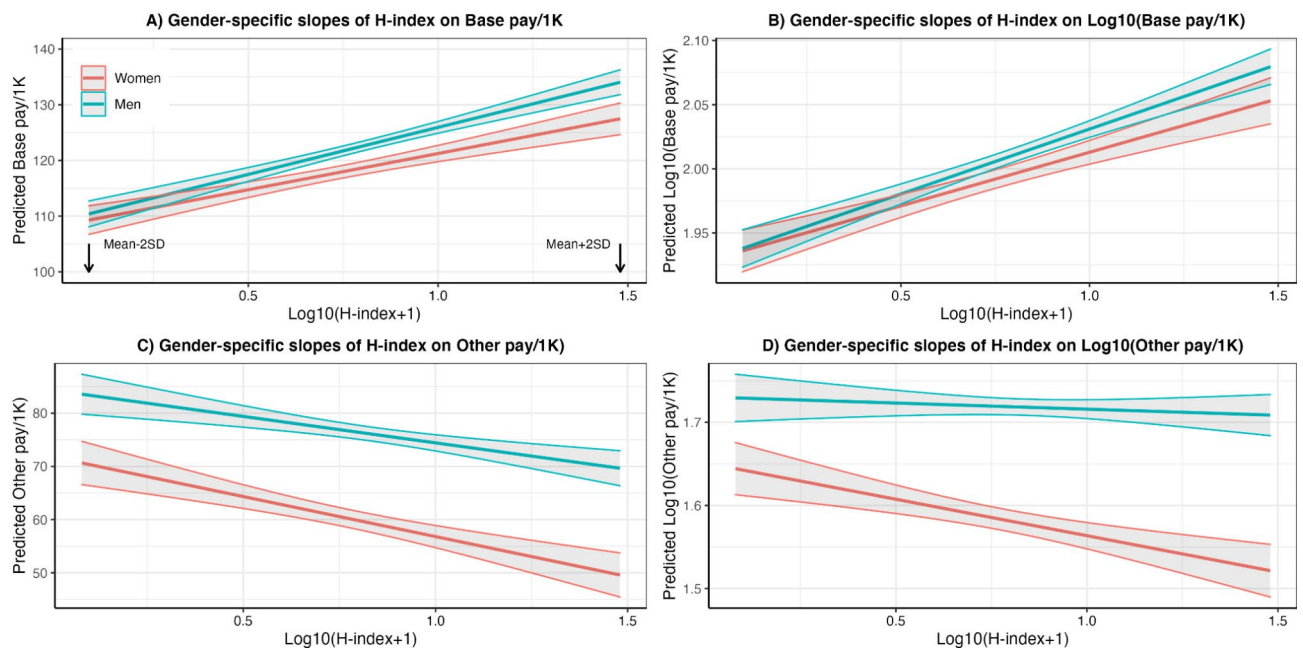 A) Gender-specific slopes of H-index on Base pay/1K
Predicted Base pay/1K
140
130
120
110
100
Women
Men
Mean-2SD
Mean+2SD
0.5
1.0
1.5
Log10(H-index+1)
B) Gender-specific slopes of H-index on Log10(Base pay/1K)
Predicted Log10(Base pay/1K)
2.10
2.05
2.00
1.95
0.5
1.0
1.5
Log10(H-index+1)
C) Gender-specific slopes of H-index on Other pay/1K)
Predicted Other pay/1K)
80
70
60
50
0.5
1.0
1.5
Log10(H-index+1)
D) Gender-specific slopes of H-index on Log10(Other pay/1K)
Predicted Log10(Other pay/1K)
1.7
1.6
1.5
0.5
1.0
1.5
Log10(H-index+1)